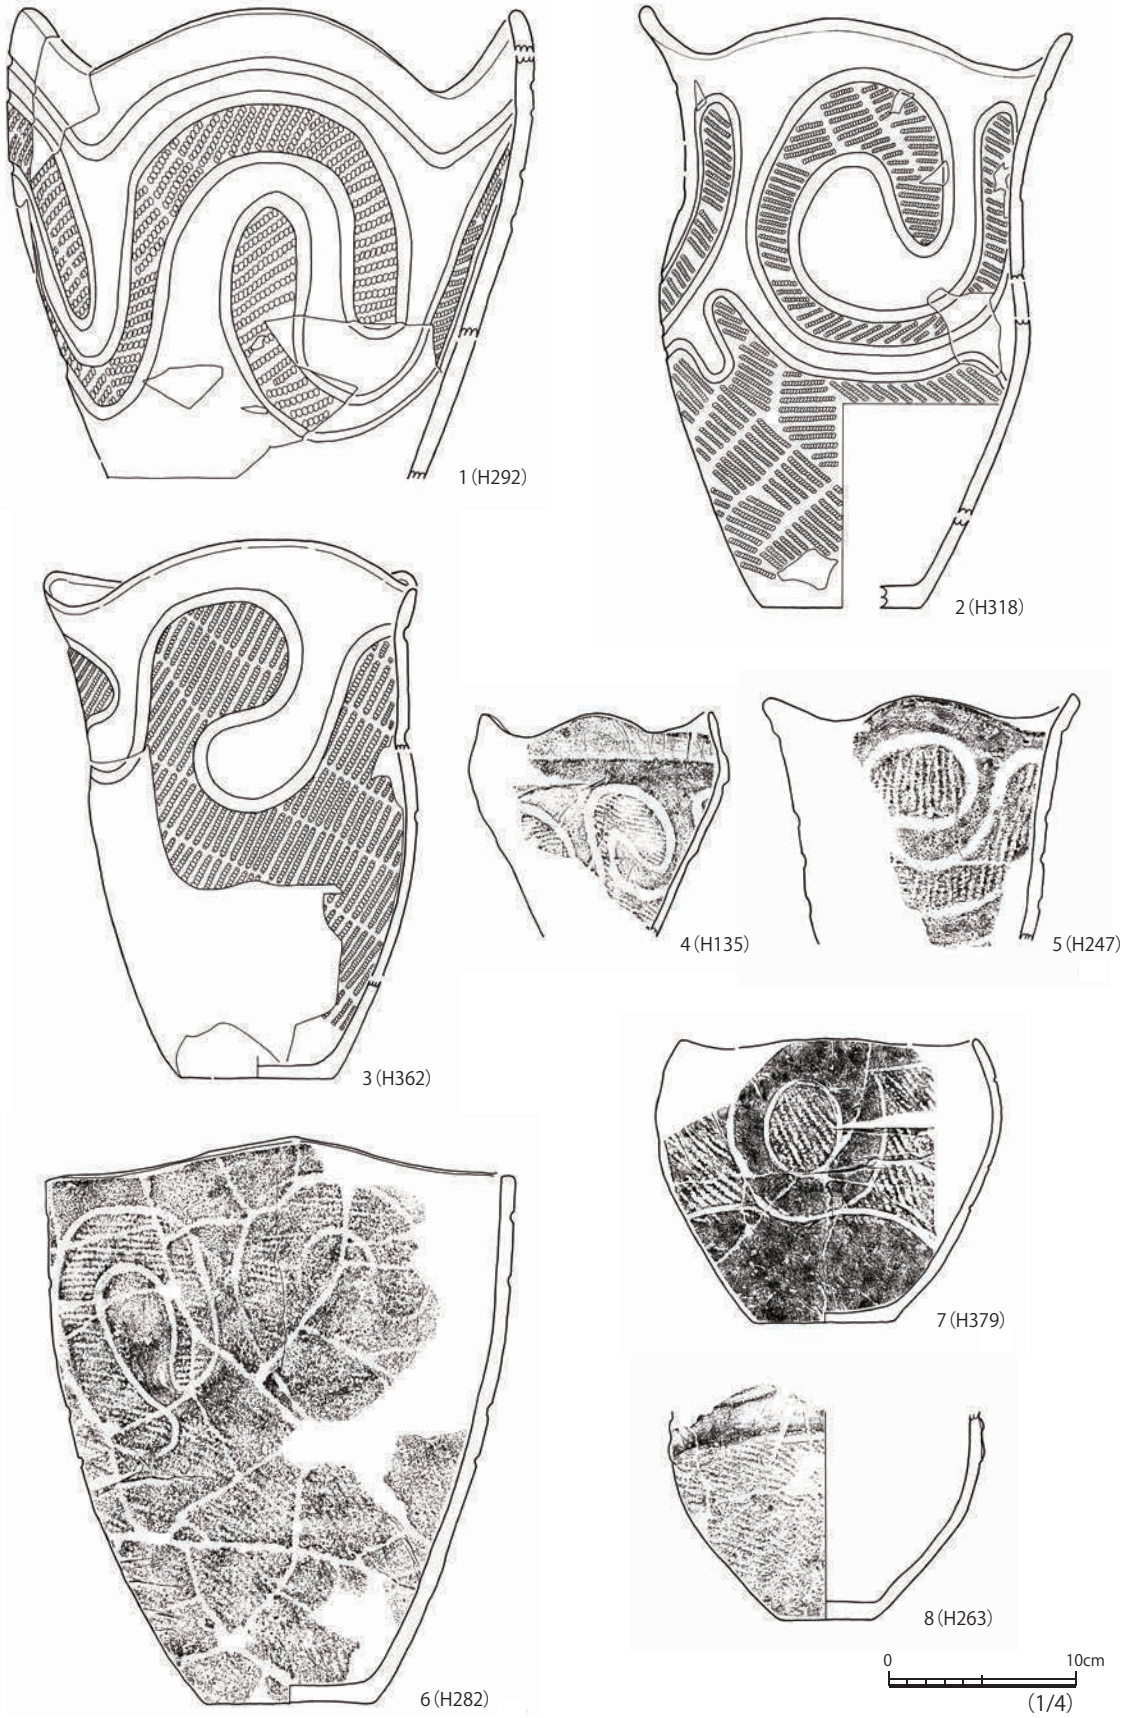 1（H292）
2（H318）
3（H362）
4（H135）
5（H247）
7（H379）
8（H263）
6（H282）
0 10cm
(1/4)